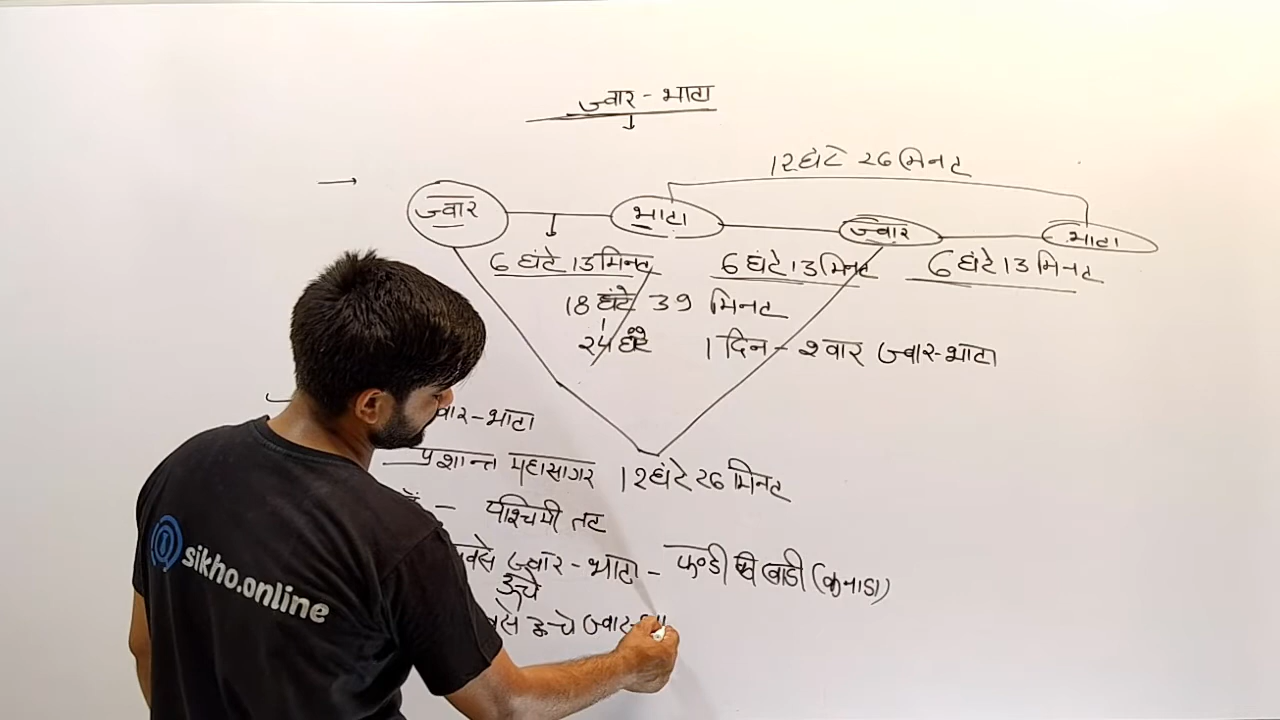 ज्वार - भाटा
12 घंटे 26 मिनट
ज्वार भाटा ज्वार भाटा
6 घंटे 13 मिनट 6 घंटे 13 मिनट 6 घंटे 13 मिनट
18 घंटे 39 मिनट
24 घंटे 1 दिन - 2 वार ज्वार-भाटा
वार-भाटा
प्रशान्त महासागर 12 घंटे 26 मिनट
- पश्चिमी तट
ज्वार - भाटा - फण्डी खाडी (कनाडा)
ऊंचे
ज्वार-
sikho.online